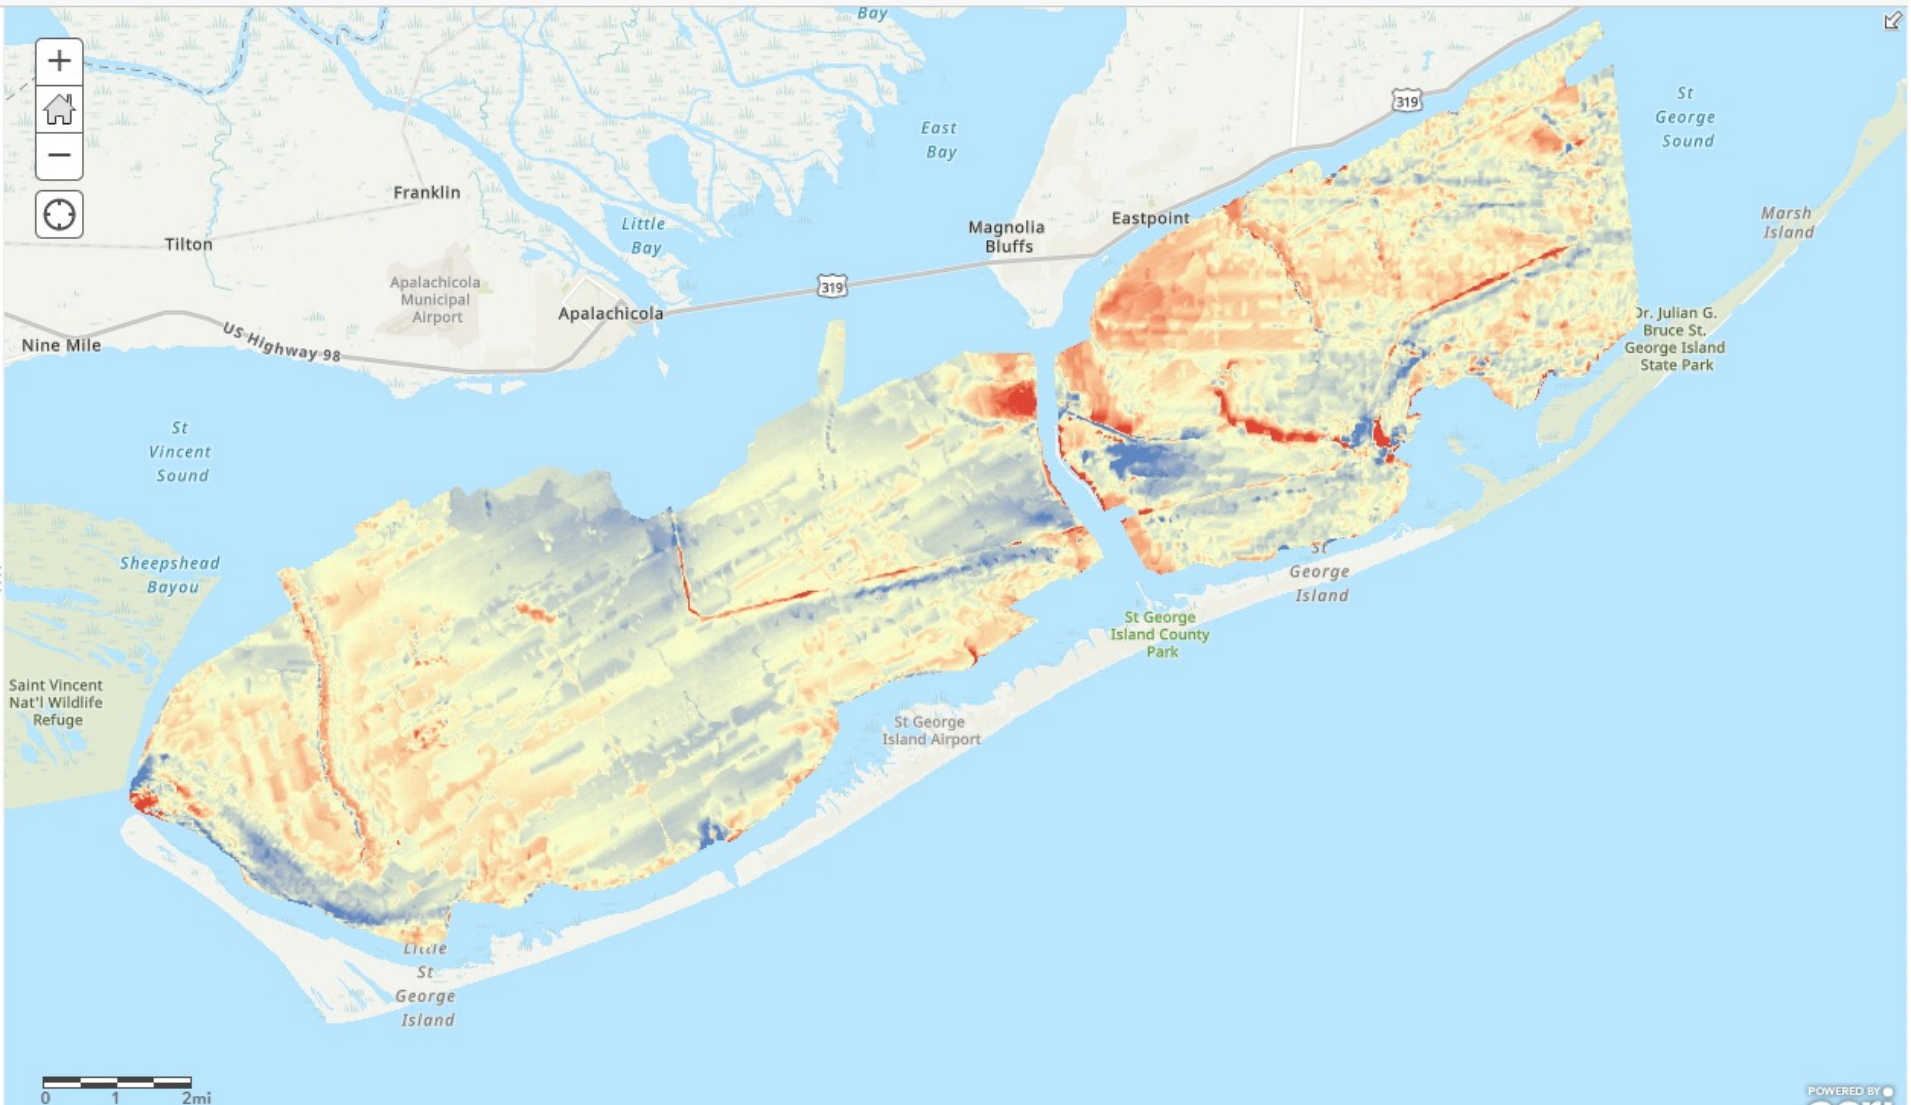 Bay
+
319
St
George
Sound
East
Bay
Franklin
Little
Bay
Tilton
Magnolia
Bluffs
Eastpoint
Marsh
Island
Apalachicola
Municipal
Airport
319
Apalachicola
US Highway 98
Nine Mile
Dr. Julian G.
Bruce St.
George Island
State Park
St
Vincent
Sound
Sheepshead
Bayou
St
George
Island
St George
Island County
Park
Saint Vincent
Nat'l Wildlife
Refuge
St George
Island Airport
Little
St
George
Island
0 1 2mi
POWERED BY